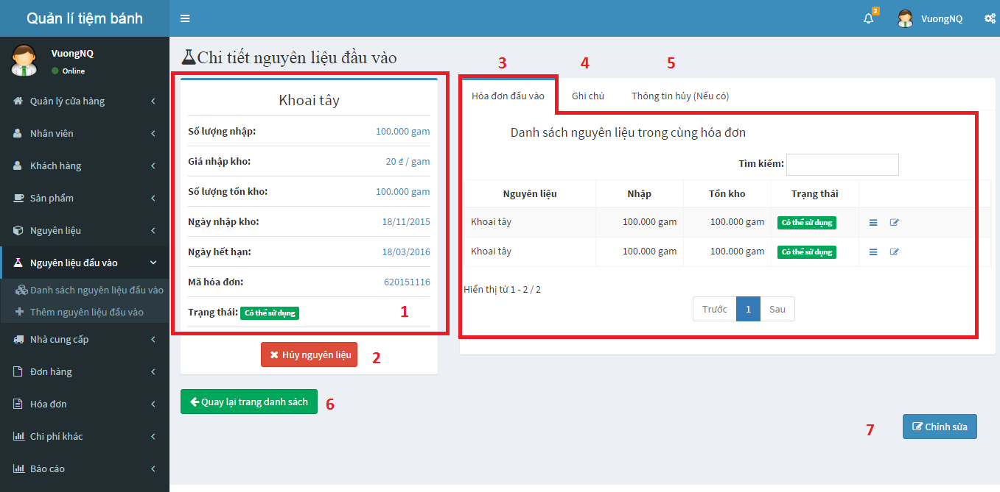 Quản lí tiệm bánh
2
VuongNQ
VuongNQ
Online
Quản lý cửa hàng
Nhân viên
Khách hàng
Sản phẩm
Nguyên liệu
Nguyên liệu đầu vào
Danh sách nguyên liệu đầu vào
Thêm nguyên liệu đầu vào
Nhà cung cấp
Đơn hàng
Hóa đơn
Chi phí khác
Báo cáo
Chi tiết nguyên liệu đầu vào
Khoai tây
Số lượng nhập: 100.000 gam
Giá nhập kho: 20 ₫ / gam
Số lượng tồn kho: 100.000 gam
Ngày nhập kho: 18/11/2015
Ngày hết hạn: 18/03/2016
Mã hóa đơn: 620151116
Trạng thái: Có thể sử dụng 1
Hủy nguyên liệu 2
3 4 5
Hóa đơn đầu vào Ghi chú Thông tin hủy (Nếu có)
Danh sách nguyên liệu trong cùng hóa đơn
Tìm kiếm:
Nguyên liệu Nhập Tồn kho Trạng thái
Khoai tây 100.000 gam 100.000 gam Có thể sử dụng
Khoai tây 100.000 gam 100.000 gam Có thể sử dụng
Hiển thị từ 1 - 2 / 2
Trước 1 Sau
Quay lại trang danh sách 6
7 Chỉnh sửa